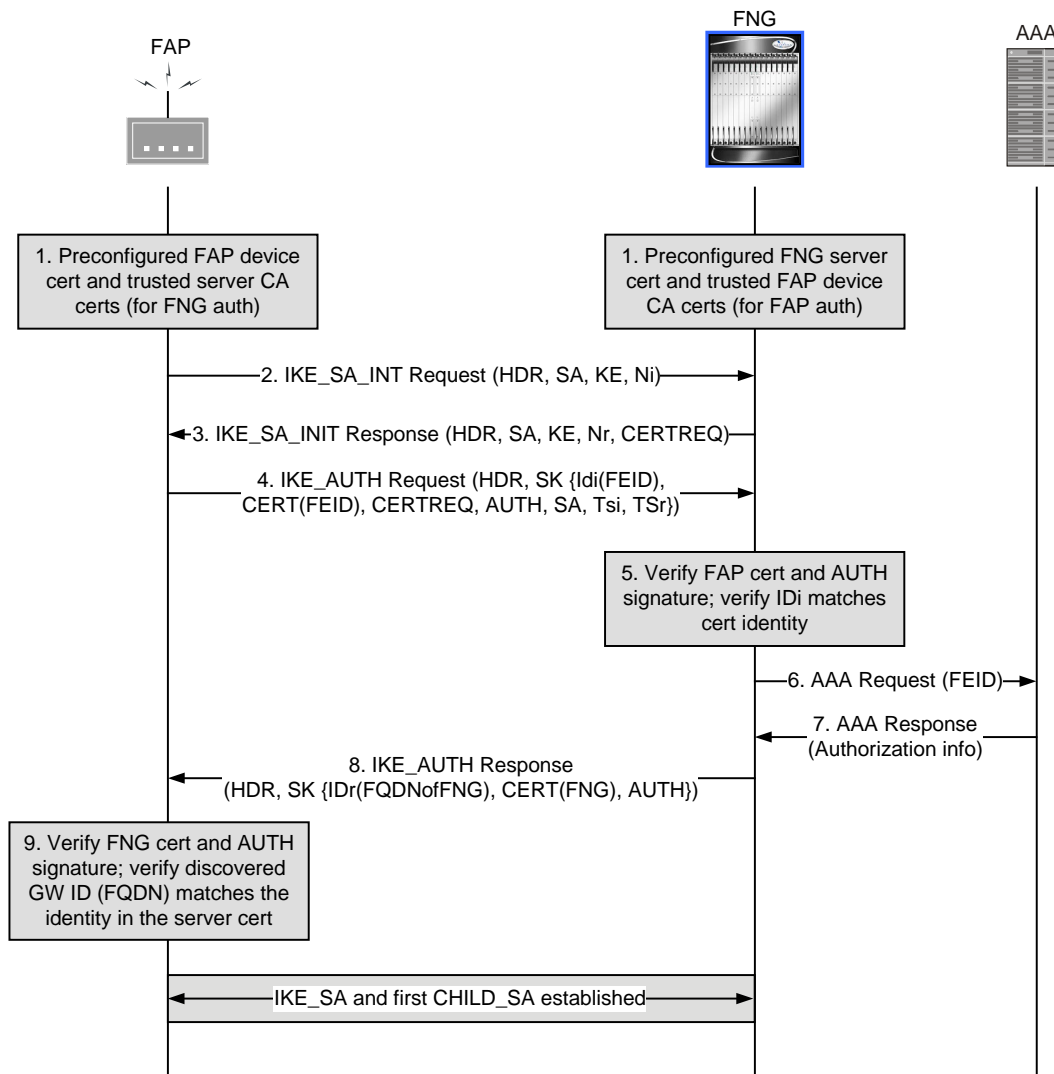 FNG
AAA
FAP
1. Preconfigured FAP device
cert and trusted server CA
certs (for FNG auth)
1. Preconfigured FNG server
cert and trusted FAP device
CA certs (for FAP auth)
2. IKE_SA_INT Request (HDR, SA, KE, Ni)
3. IKE_SA_INIT Response (HDR, SA, KE, Nr, CERTREQ)
4. IKE_AUTH Request (HDR, SK {Idi(FEID),
CERT(FEID), CERTREQ, AUTH, SA, Tsi, TSr})
5. Verify FAP cert and AUTH
signature; verify IDi matches
cert identity
6. AAA Request (FEID)
7. AAA Response
(Authorization info)
8. IKE_AUTH Response
(HDR, SK {IDr(FQDNofFNG), CERT(FNG), AUTH})
9. Verify FNG cert and AUTH
signature; verify discovered
GW ID (FQDN) matches the
identity in the server cert
IKE_SA and first CHILD_SA established